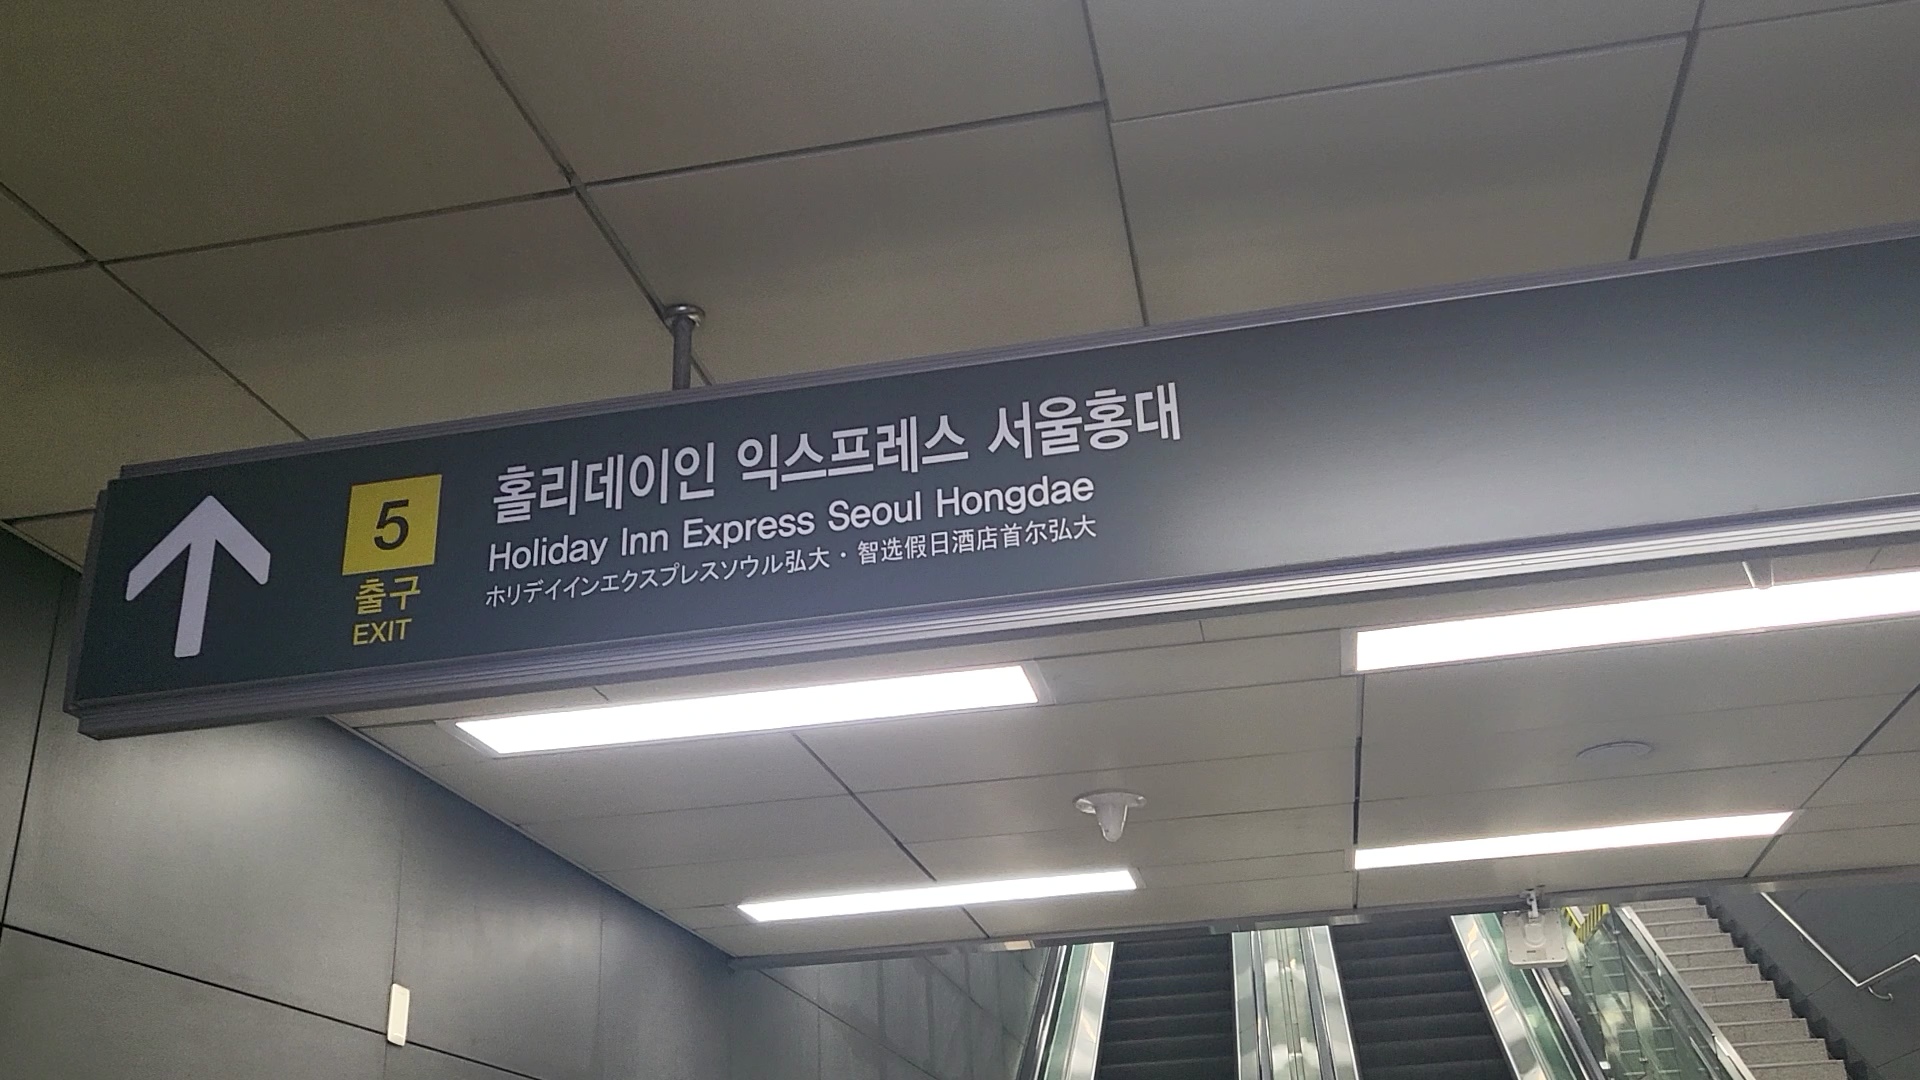 5
출구
EXIT
홀리데이인 익스프레스 서울홍대
Holiday Inn Express Seoul Hongdae
ホリデイインエクスプレスソウル弘大・智选假日酒店首尔弘大